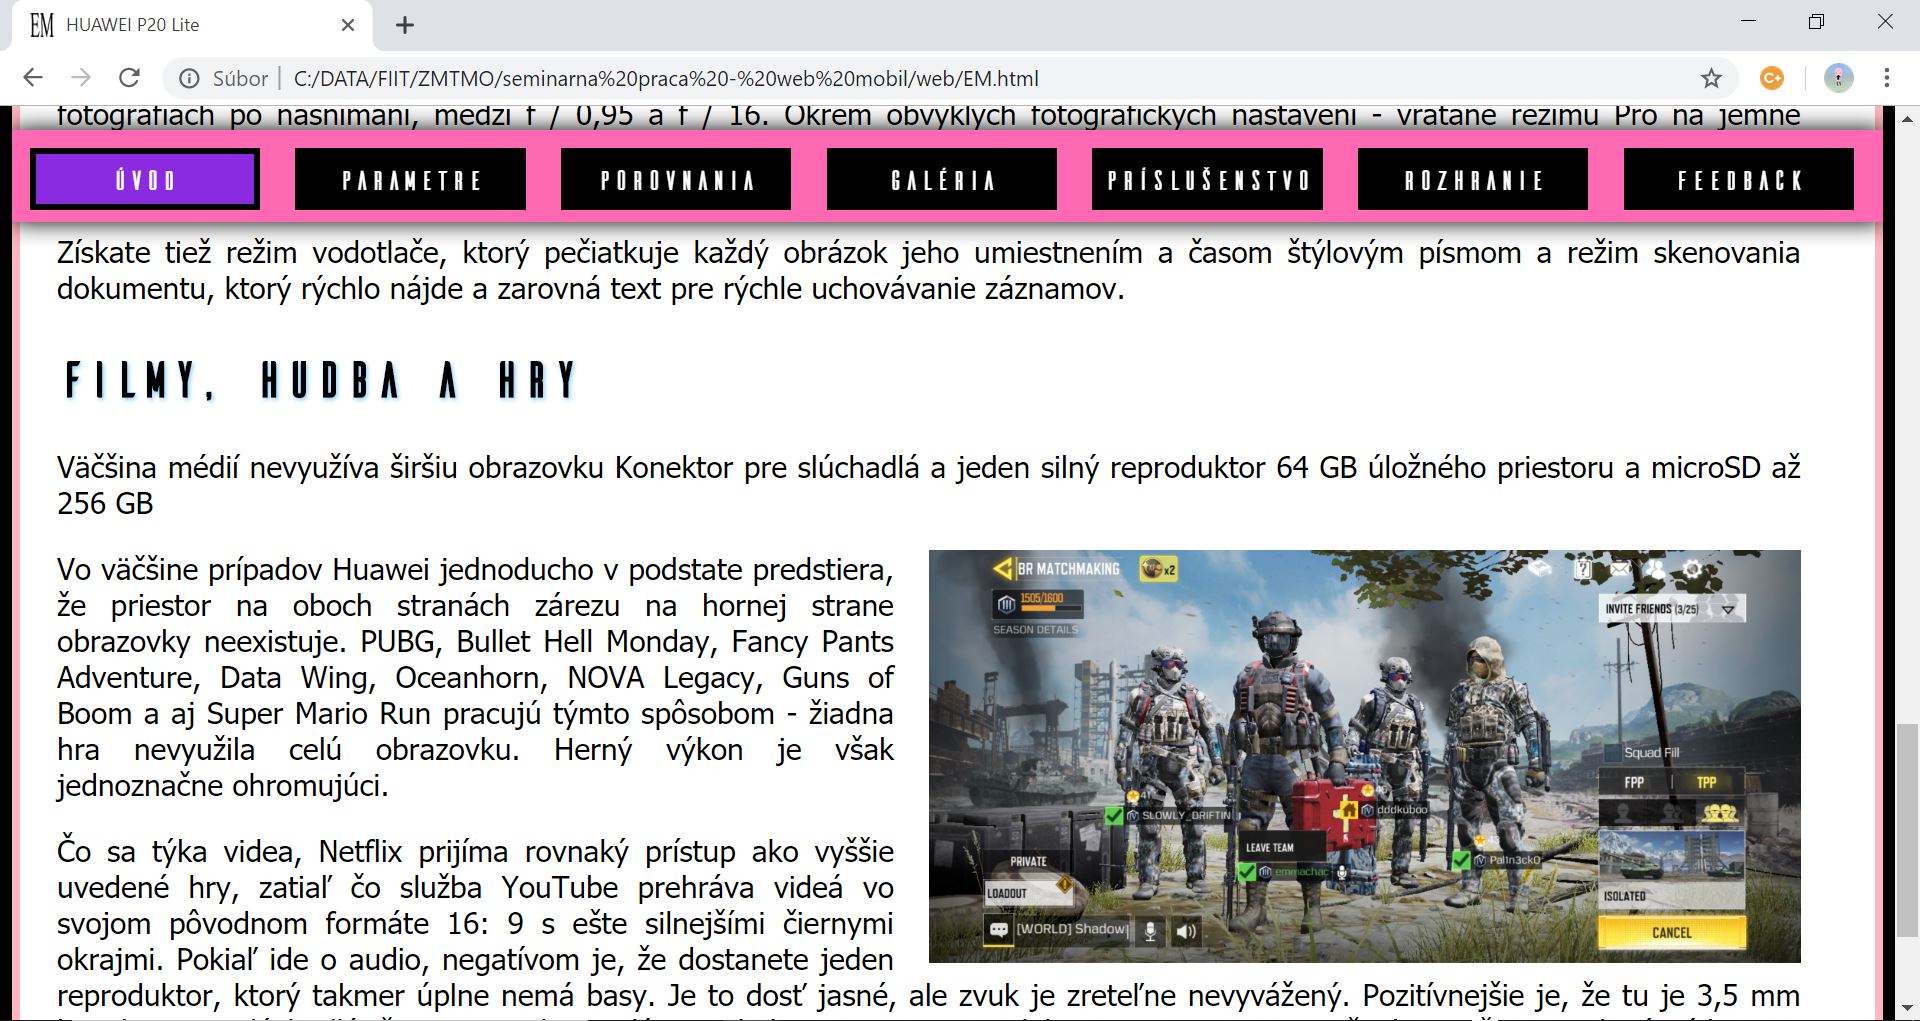 EM HUAWEI P20 Lite
Súbor C:/DATA/FIIT/ZMTMO/seminarna%20praca%20-%20web%20mobil/web/EM.html
fotografiách po nasnímaní, medzi f / 0,95 a f / 16. Okrem obvyklých fotografických nastavení - vrátane režimu Pro na jemné
ÚVOD PARAMETRE POROVNANIA GALÉRIA PRÍSLUŠENSTVO ROZHRANIE FEEDBACK
Získate tiež režim vodotlače, ktorý pečiatkuje každý obrázok jeho umiestnením a časom štýlovým písmom a režim skenovania
dokumentu, ktorý rýchlo nájde a zarovná text pre rýchle uchovávanie záznamov.
FILMY, HUDBA A HRY
Väčšina médií nevyužíva širšiu obrazovku Konektor pre slúchadlá a jeden silný reproduktor 64 GB úložného priestoru a microSD až
256 GB
Vo väčšine prípadov Huawei jednoducho v podstate predstiera,
že priestor na oboch stranách zárezu na hornej strane
obrazovky neexistuje. PUBG, Bullet Hell Monday, Fancy Pants
Adventure, Data Wing, Oceanhorn, NOVA Legacy, Guns of
Boom a aj Super Mario Run pracujú týmto spôsobom - žiadna
hra nevyužila celú obrazovku. Herný výkon je však
jednoznačne ohromujúci.
Čo sa týka videa, Netflix prijíma rovnaký prístup ako vyššie
uvedené hry, zatiaľ čo služba YouTube prehráva videá vo
svojom pôvodnom formáte 16: 9 s ešte silnejšími čiernymi
okrajmi. Pokiaľ ide o audio, negatívom je, že dostanete jeden
reproduktor, ktorý takmer úplne nemá basy. Je to dosť jasné, ale zvuk je zreteľne nevyvážený. Pozitívnejšie je, že tu je 3,5 mm
BR MATCHMAKING x2
1505/1600
SEASON DETAILS
INVITE FRIENDS (3/25)
Squad Fill
FPP TPP
SLOWLY_DRIFTIN
dddkuboo
LEAVE TEAM
emmachac
Pal1n3ckO
PRIVATE
LOADOUT
ISOLATED
[WORLD] Shadow]
CANCEL